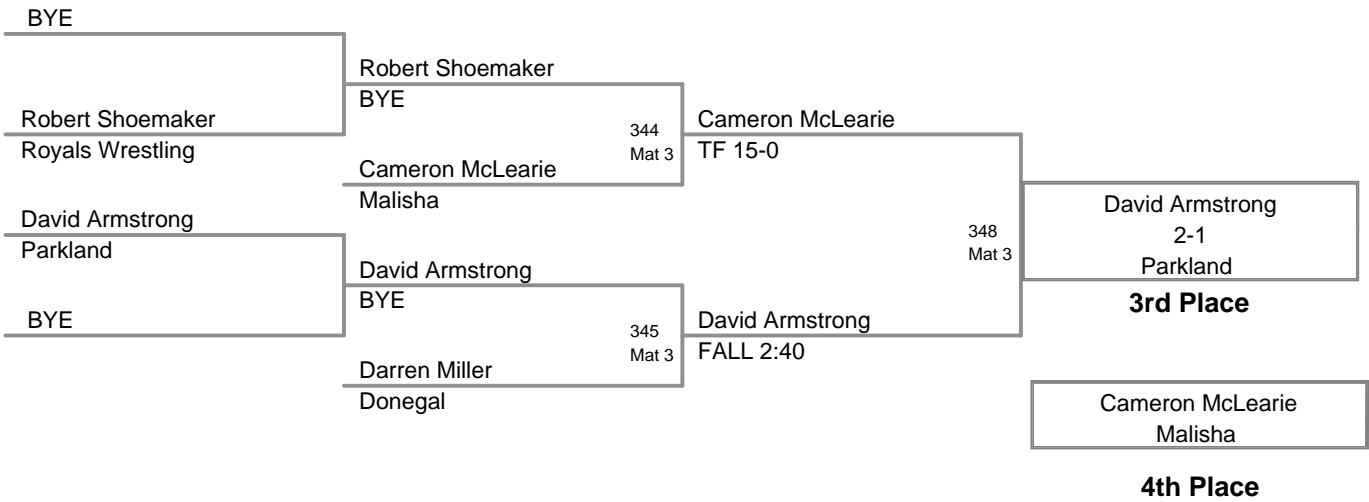 BYE
Robert Shoemaker
BYE
Robert Shoemaker
Royals Wrestling
344
Mat 3
Cameron McLearie
TF 15-0
Cameron McLearie
Malisha
David Armstrong
Parkland
348
Mat 3
David Armstrong
2-1
Parkland
3rd Place
David Armstrong
BYE
BYE
345
Mat 3
David Armstrong
FALL 2:40
Darren Miller
Donegal
Cameron McLearie
Malisha
4th Place